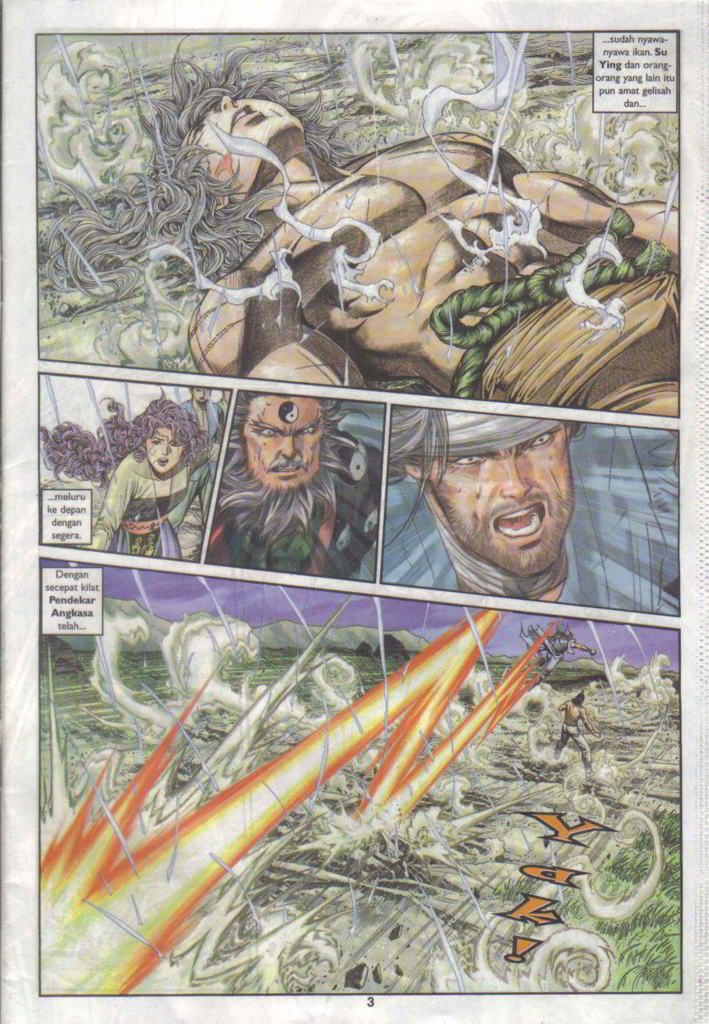 ...sudah nyawa-
nyawa ikan. Su
Ying dan orang-
orang yang lain itu
pun amat gelisah
dan...
...meluru
ke depan
dengan
segera.
Dengan
secepat kilat
Pendekar
Angkasa
telah...
YaK!
3